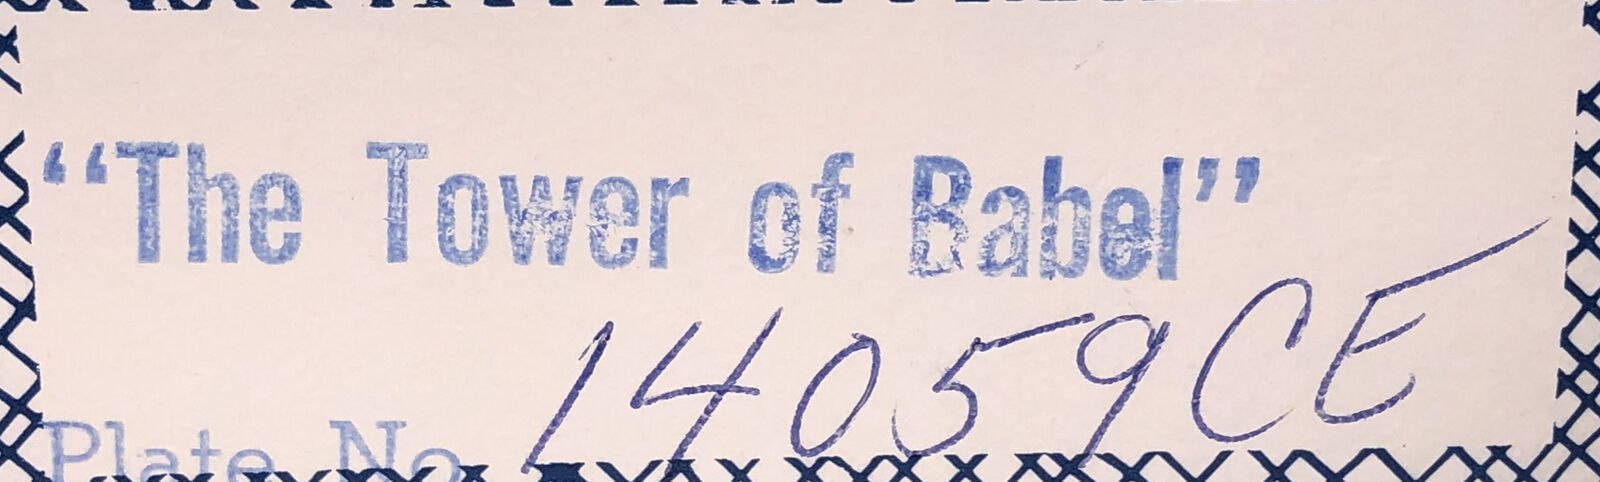 “The Tower of Babel”
Plate No 14059CE